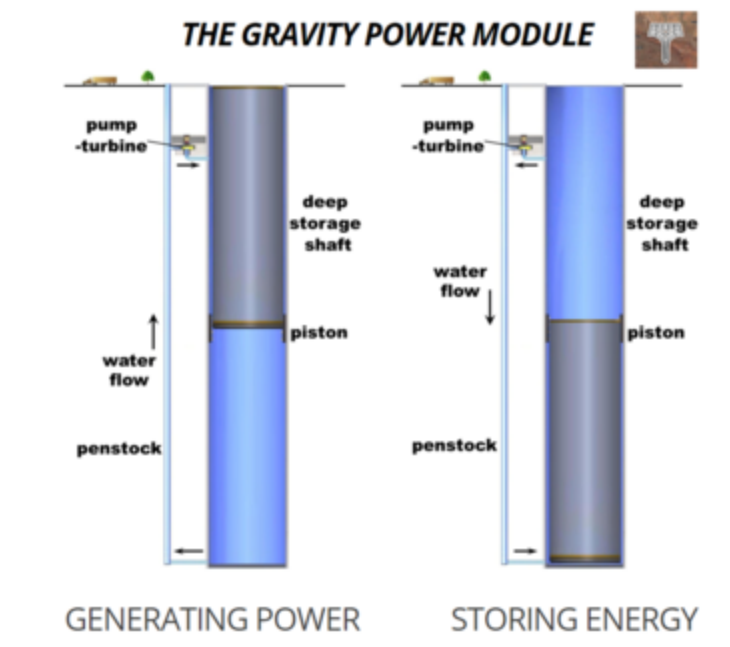 THE GRAVITY POWER MODULE
pump
-turbine
deep
storage
shaft
piston
water
flow
penstock
GENERATING POWER
pump
-turbine
deep
storage
shaft
water
flow
piston
penstock
STORING ENERGY